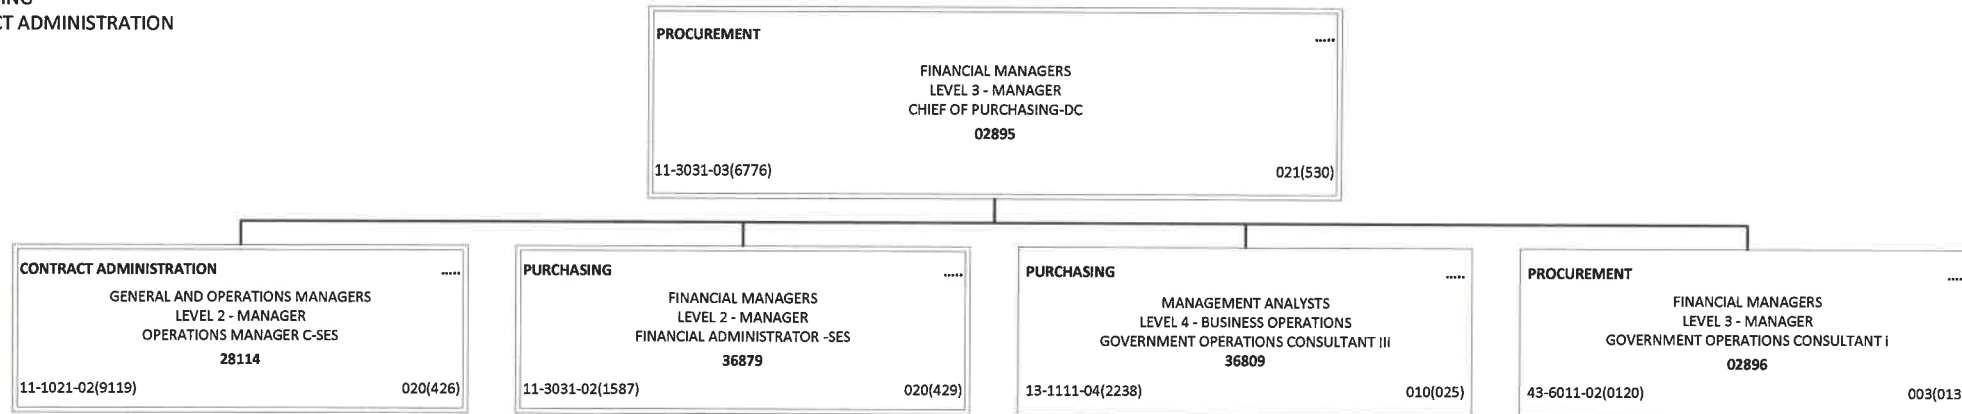 CT ADMINISTRATION
PROCUREMENT .....
FINANCIAL MANAGERS
LEVEL 3 - MANAGER
CHIEF OF PURCHASING-DC
02895
11-3031-03(6776) 021(530)
CONTRACT ADMINISTRATION .....
GENERAL AND OPERATIONS MANAGERS
LEVEL 2 - MANAGER
OPERATIONS MANAGER C-SES
28114
11-1021-02(9119) 020(426)
PURCHASING .....
FINANCIAL MANAGERS
LEVEL 2 - MANAGER
FINANCIAL ADMINISTRATOR -SES
36879
11-3031-02(1587) 020(429)
PURCHASING .....
MANAGEMENT ANALYSTS
LEVEL 4 - BUSINESS OPERATIONS
GOVERNMENT OPERATIONS CONSULTANT III
36809
13-1111-04(2238) 010(025)
PROCUREMENT ....
FINANCIAL MANAGERS
LEVEL 3 - MANAGER
GOVERNMENT OPERATIONS CONSULTANT I
02896
43-6011-02(0120) 003(013